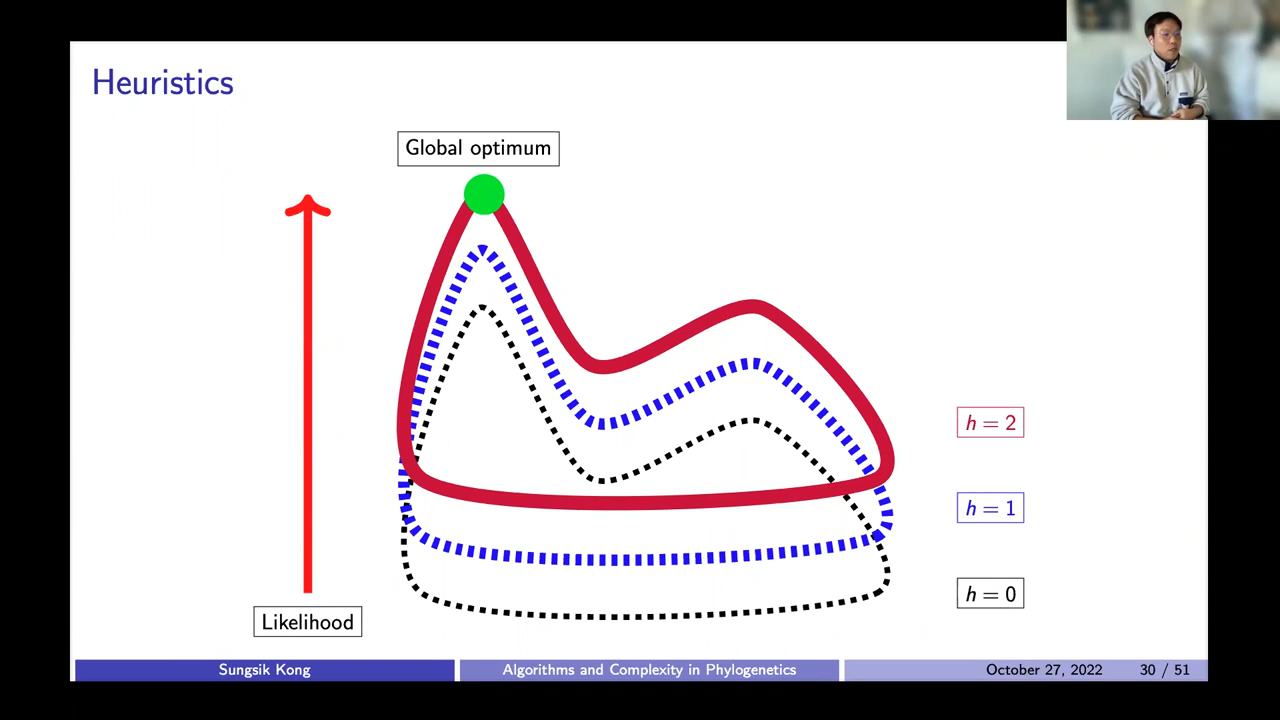 Heuristics
Global optimum
h = 2
h = 1
h = 0
Likelihood
Sungsik Kong
Algorithms and Complexity in Phylogenetics
October 27, 2022
30 / 51